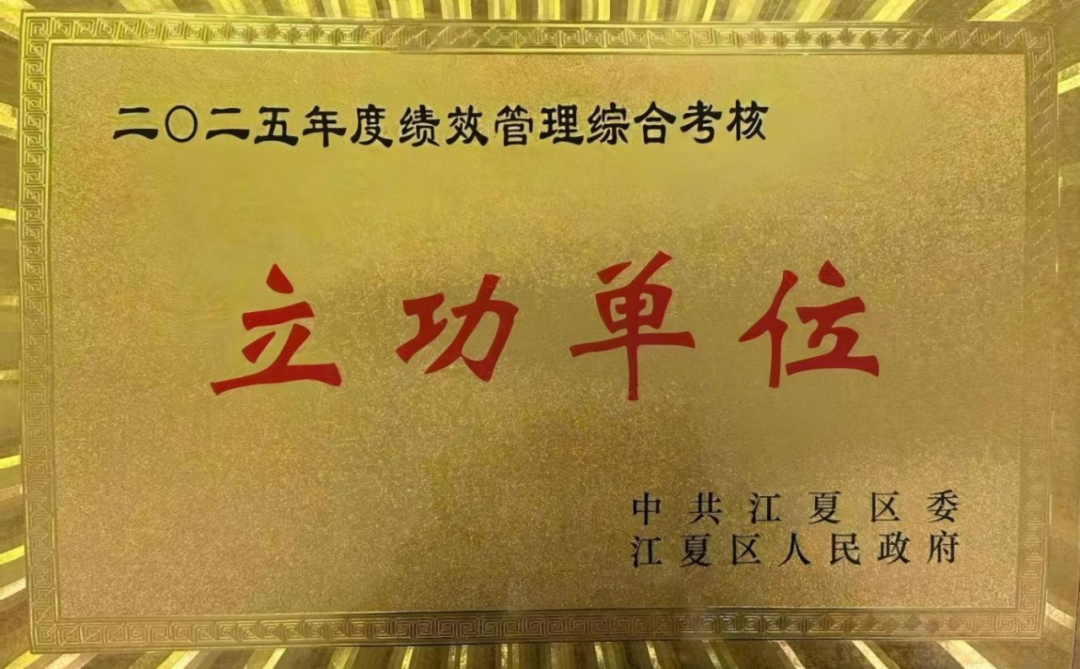 二〇二五年度绩效管理综合考核
立功单位
中共江夏区委
江夏区人民政府